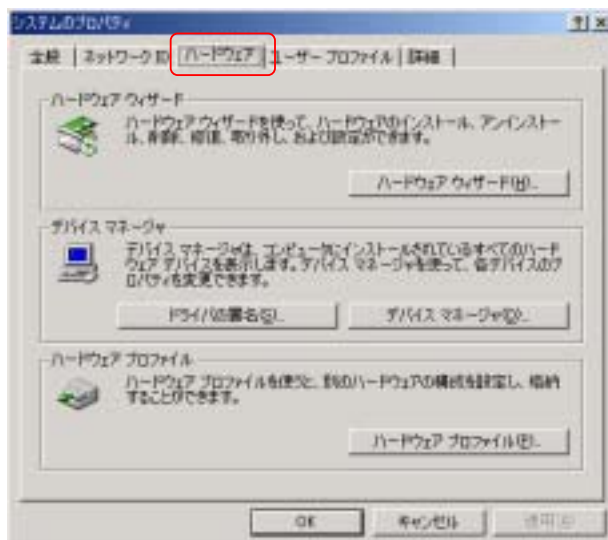 システムのプロパティ
全般 ネットワーク ID ハードウェア ユーザー プロファイル 詳細
ハードウェア ウィザード
ハードウェア ウィザードを使って、ハードウェアのインストール、アンインストー
ル、修復、取り外し、および設定ができます。
ハードウェア ウィザード(H)...
デバイス マネージャ
デバイス マネージャは、コンピュータにインストールされているすべてのハード
ウェア デバイスを表示します。デバイス マネージャを使って、各デバイスのプ
ロパティを変更できます。
ドライバの署名(S)...
デバイス マネージャ(D)...
ハードウェア プロファイル
ハードウェア プロファイルを使うと、別のハードウェアの構成を設定し、格納
することができます。
ハードウェア プロファイル(P)...
OK キャンセル 適用(A)